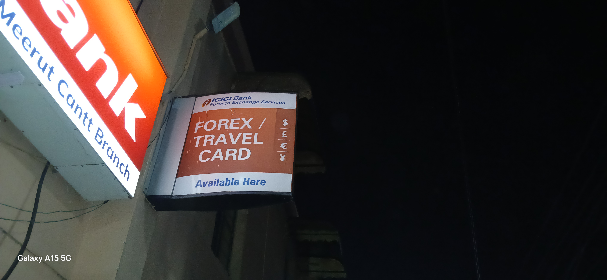 ank
Meerut Cantt Branch
ICICI Bank
FOREX /
TRAVEL
CARD
$
£
€
¥
Available Here
Galaxy A15 5G